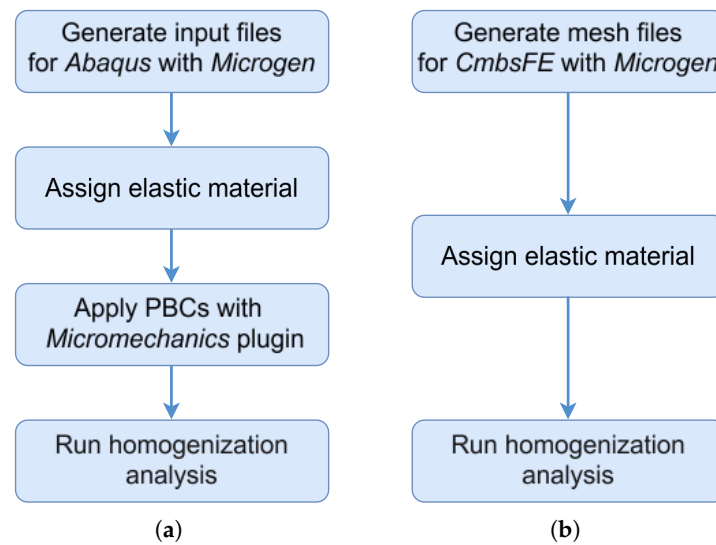 Generate input files
for Abaqus with Microgen
Assign elastic material
Apply PBCs with
Micromechanics plugin
Run homogenization
analysis
(a)
Generate mesh files
for CmbsFE with Microgen
Assign elastic material
Run homogenization
analysis
(b)